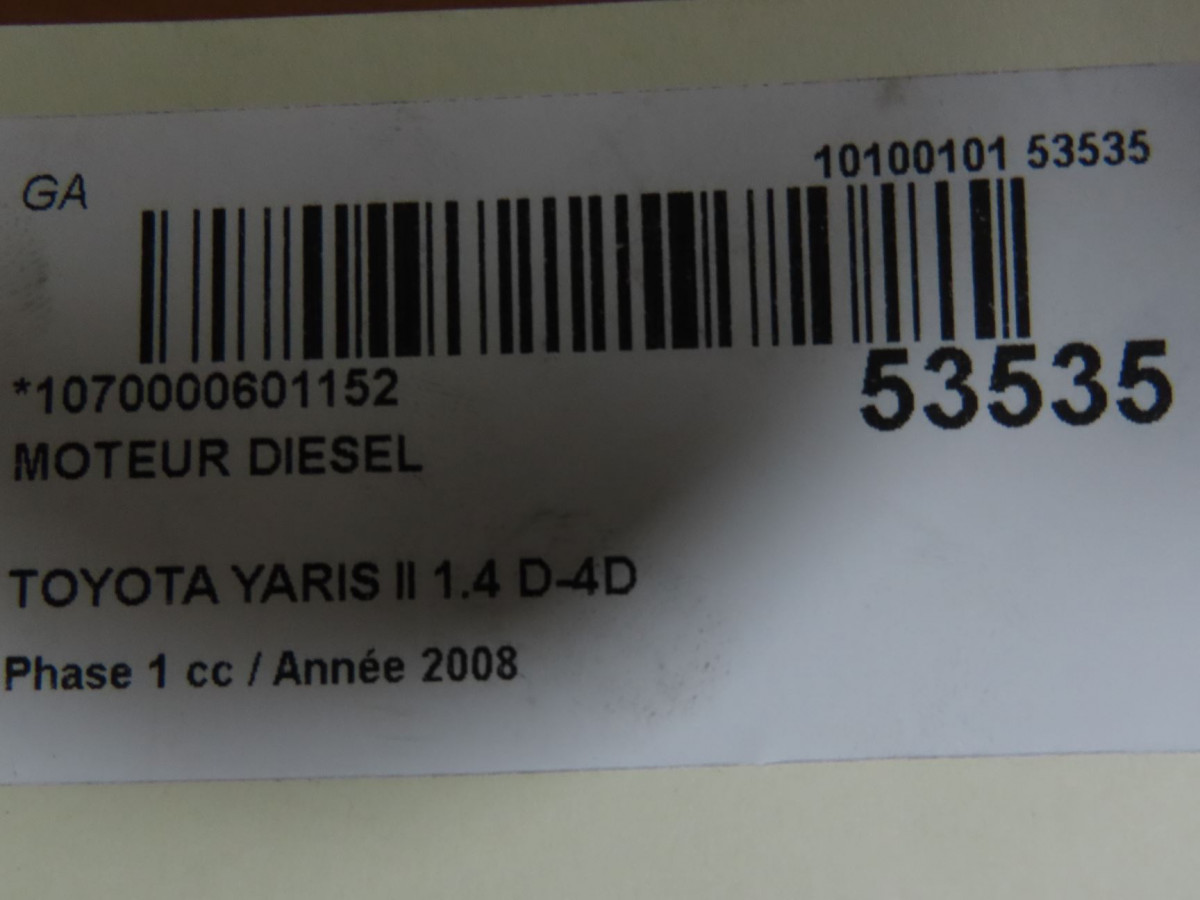 GA
10100101 53535
*1070000601152
53535
MOTEUR DIESEL
TOYOTA YARIS II 1.4 D-4D
Phase 1 cc / Année 2008